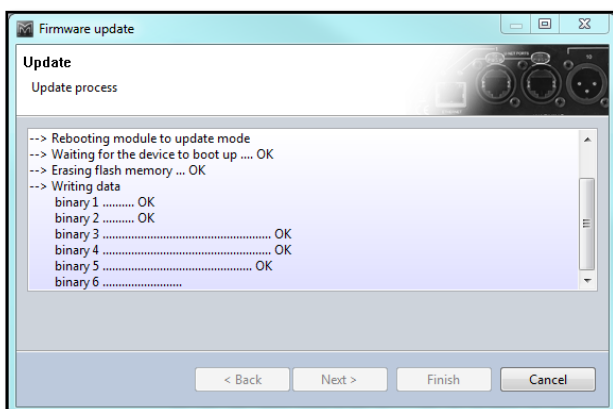 Firmware update
Update
Update process
--> Rebooting module to update mode
--> Waiting for the device to boot up .... OK
--> Erasing flash memory ... OK
--> Writing data
binary 1 .......... OK
binary 2 .......... OK
binary 3 ...................................................... OK
binary 4 ...................................................... OK
binary 5 ................................................ OK
binary 6 .........................
< Back Next > Finish Cancel